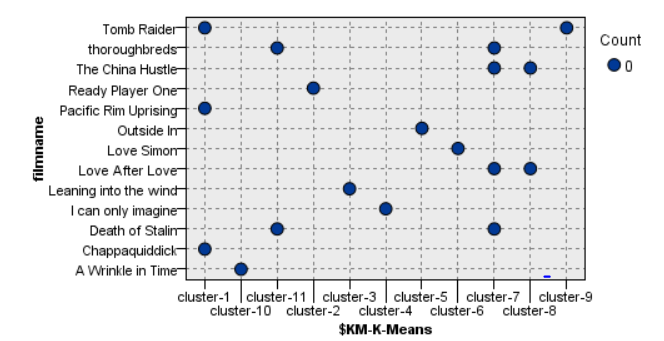 Tomb Raider
thoroughbreds
The China Hustle
Ready Player One
Pacific Rim Uprising
Outside In
Love Simon
Love After Love
Leaning into the wind
I can only imagine
Death of Stalin
Chappaquiddick
A Wrinkle in Time
filmname
Count
0
cluster-1 cluster-11 cluster-3 cluster-5 cluster-7 cluster-9
cluster-10 cluster-2 cluster-4 cluster-6 cluster-8
$KM-K-Means